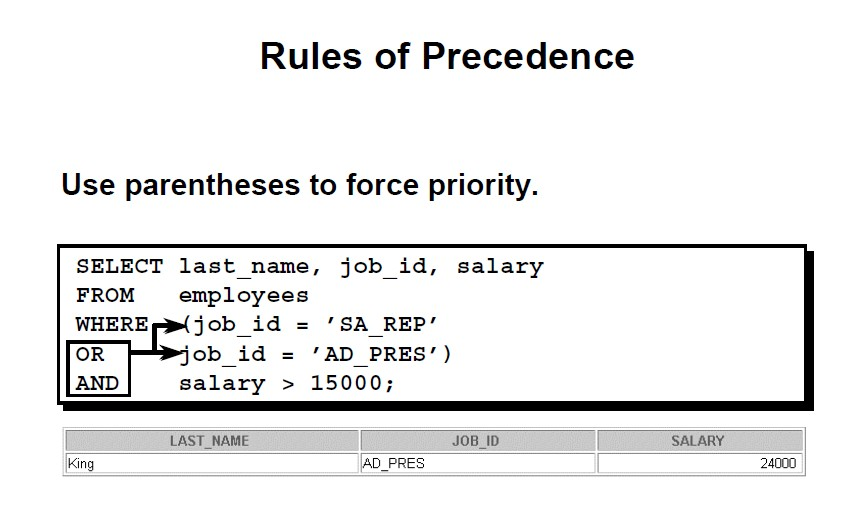 Rules of Precedence
Use parentheses to force priority.
SELECT last_name, job_id, salary
FROM employees
WHERE (job_id = ’SA_REP’
OR job_id = ’AD_PRES’)
AND salary > 15000;
LAST_NAME JOB_ID SALARY
King AD_PRES 24000